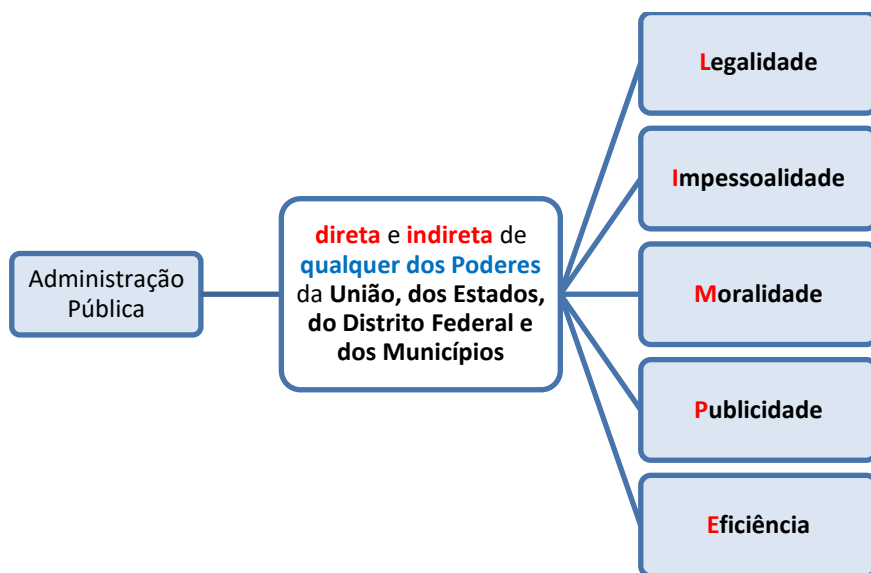 Administração
Pública
direta e indireta de
qualquer dos Poderes
da União, dos Estados,
do Distrito Federal e
dos Municípios
Legalidade
Impessoalidade
Moralidade
Publicidade
Eficiência